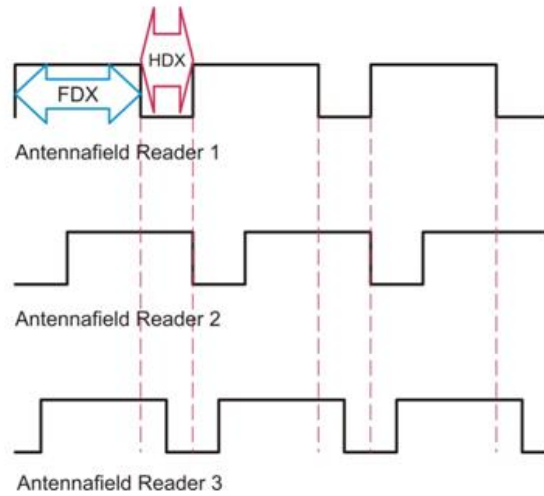 HDX
FDX
Antennafield Reader 1
Antennafield Reader 2
Antennafield Reader 3